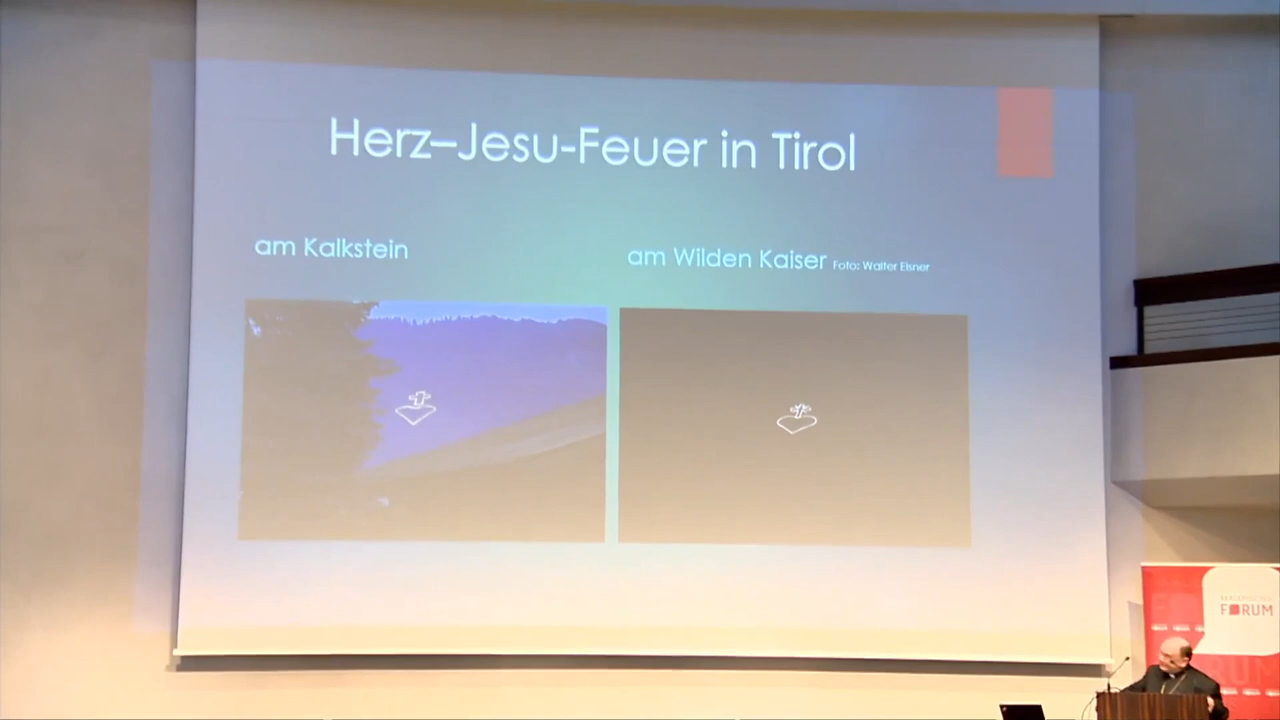 Herz–Jesu-Feuer in Tirol
am Kalkstein
am Wilden Kaiser Foto: Walter Elsner
FORUM